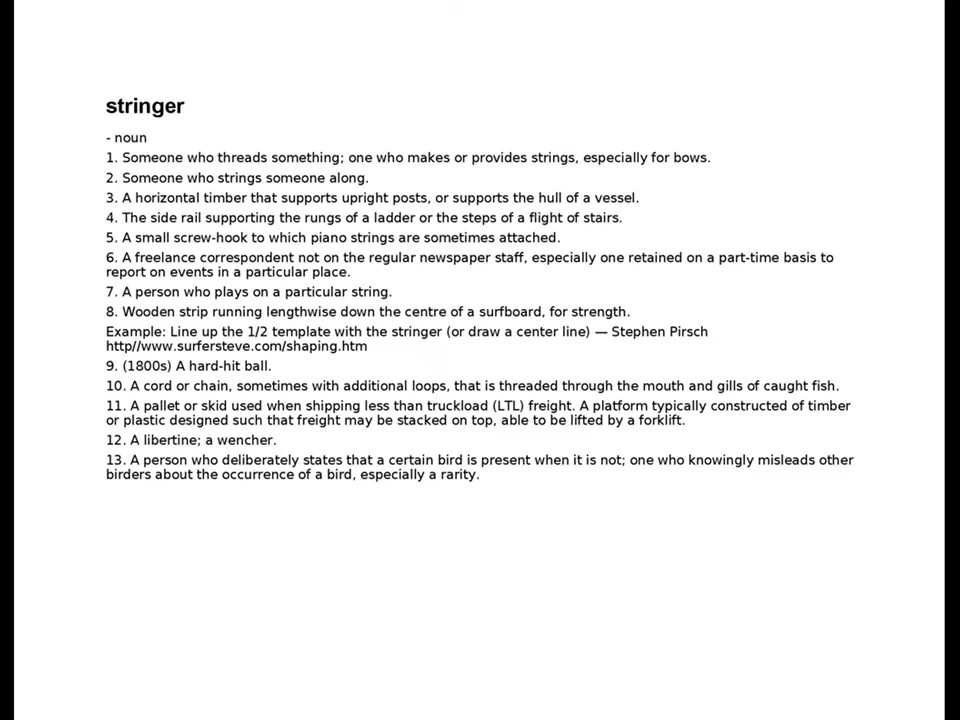 stringer
- noun
1. Someone who threads something; one who makes or provides strings, especially for bows.
2. Someone who strings someone along.
3. A horizontal timber that supports upright posts, or supports the hull of a vessel.
4. The side rail supporting the rungs of a ladder or the steps of a flight of stairs.
5. A small screw-hook to which piano strings are sometimes attached.
6. A freelance correspondent not on the regular newspaper staff, especially one retained on a part-time basis to
report on events in a particular place.
7. A person who plays on a particular string.
8. Wooden strip running lengthwise down the centre of a surfboard, for strength.
Example: Line up the 1/2 template with the stringer (or draw a center line) — Stephen Pirsch
http//www.surfersteve.com/shaping.htm
9. (1800s) A hard-hit ball.
10. A cord or chain, sometimes with additional loops, that is threaded through the mouth and gills of caught fish.
11. A pallet or skid used when shipping less than truckload (LTL) freight. A platform typically constructed of timber
or plastic designed such that freight may be stacked on top, able to be lifted by a forklift.
12. A libertine; a wencher.
13. A person who deliberately states that a certain bird is present when it is not; one who knowingly misleads other
birders about the occurrence of a bird, especially a rarity.